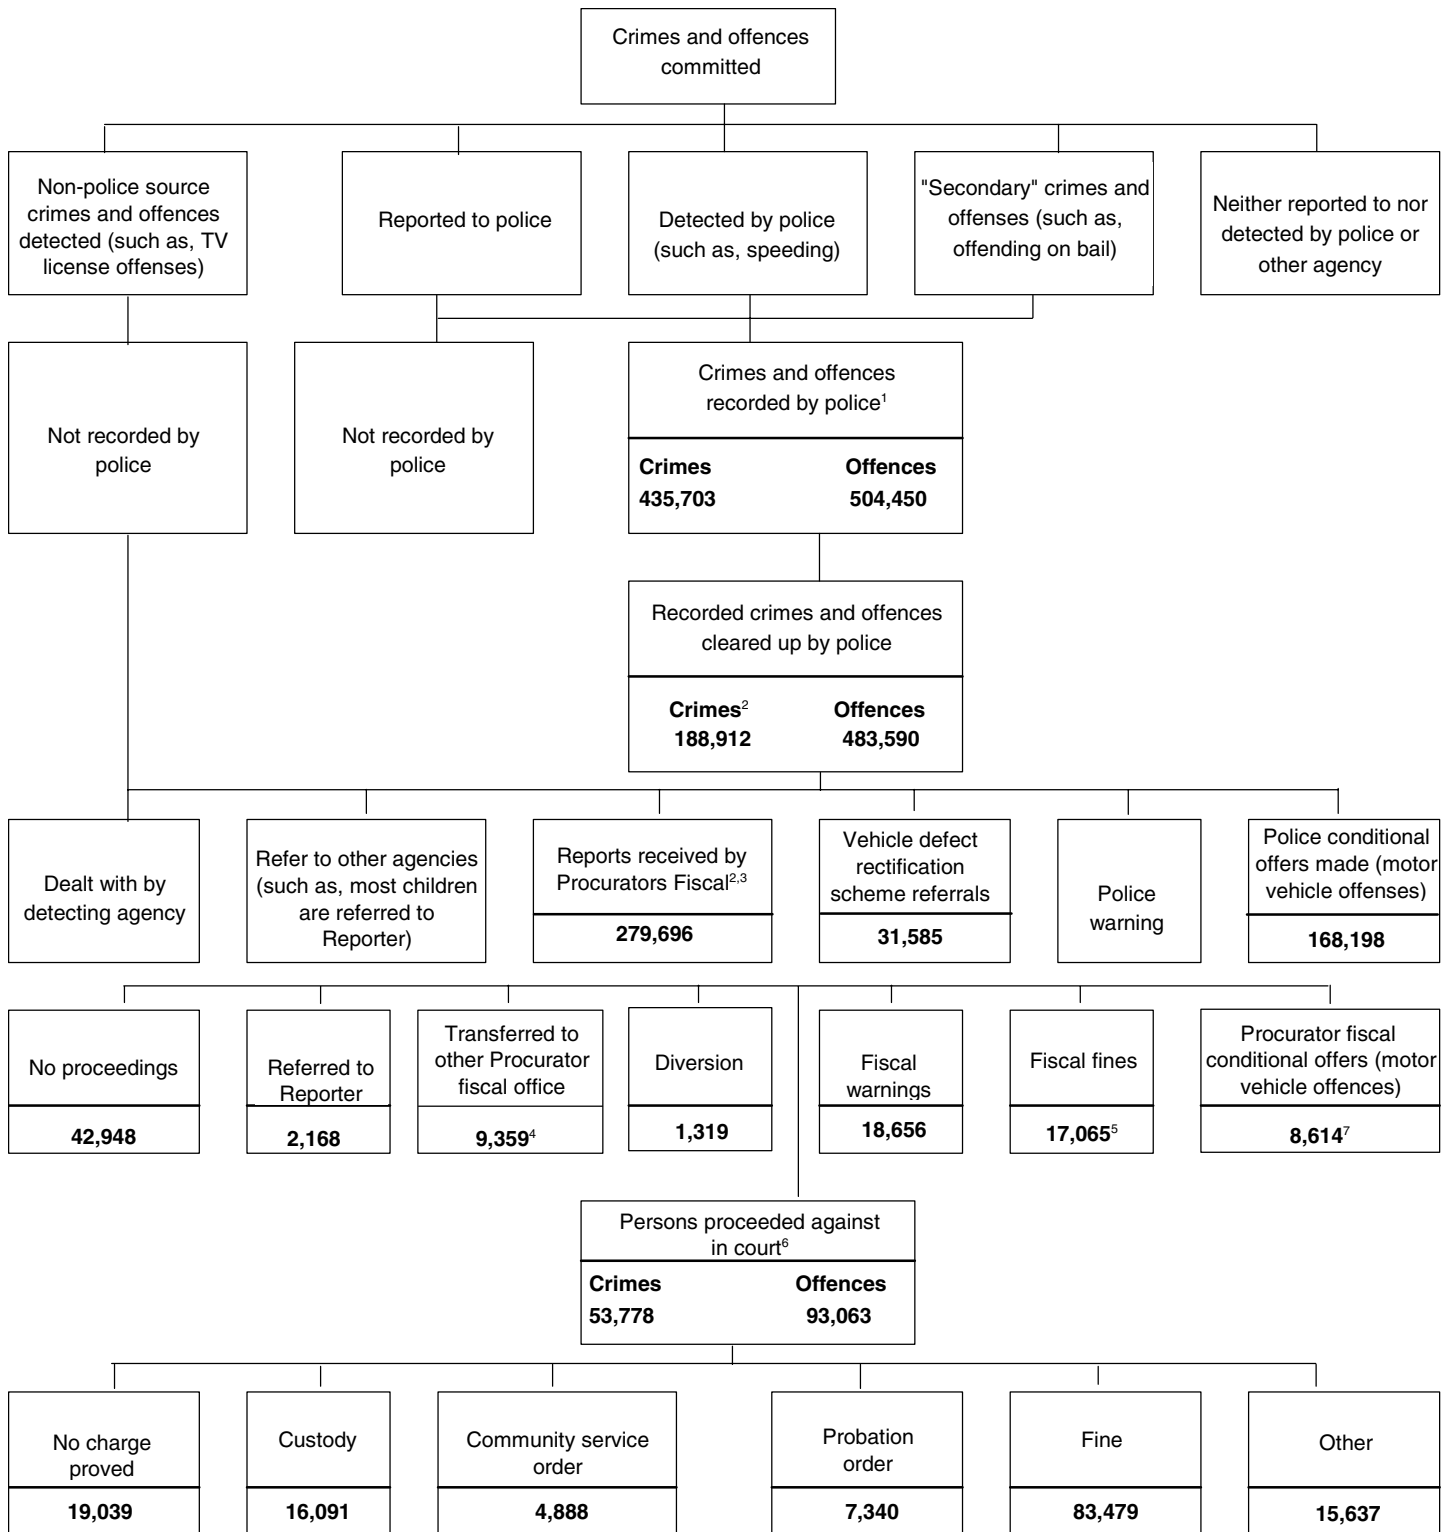 Crimes and offences
committed
Non-police source
crimes and offences
detected (such as, TV
license offenses)
Reported to police
Detected by police
(such as, speeding)
"Secondary" crimes and
offenses (such as,
offending on bail)
Neither reported to nor
detected by police or
other agency
Not recorded by
police
Not recorded by
police
Crimes and offences
recorded by police1
Crimes Offences
435,703 504,450
Recorded crimes and offences
cleared up by police
Crimes2 Offences
188,912 483,590
Dealt with by
detecting agency
Refer to other agencies
(such as, most children
are referred to
Reporter)
Reports received by
Procurators Fiscal2,3
279,696
Vehicle defect
rectification
scheme referrals
31,585
Police
warning
Police conditional
offers made (motor
vehicle offenses)
168,198
No proceedings
42,948
Referred to
Reporter
2,168
Transferred to
other Procurator
fiscal office
9,3594
Diversion
1,319
Fiscal
warnings
18,656
Fiscal fines
17,0655
Procurator fiscal
conditional offers (motor
vehicle offences)
8,6147
Persons proceeded against
in court6
Crimes Offences
53,778 93,063
No charge
proved
19,039
Custody
16,091
Community service
order
4,888
Probation
order
7,340
Fine
83,479
Other
15,637